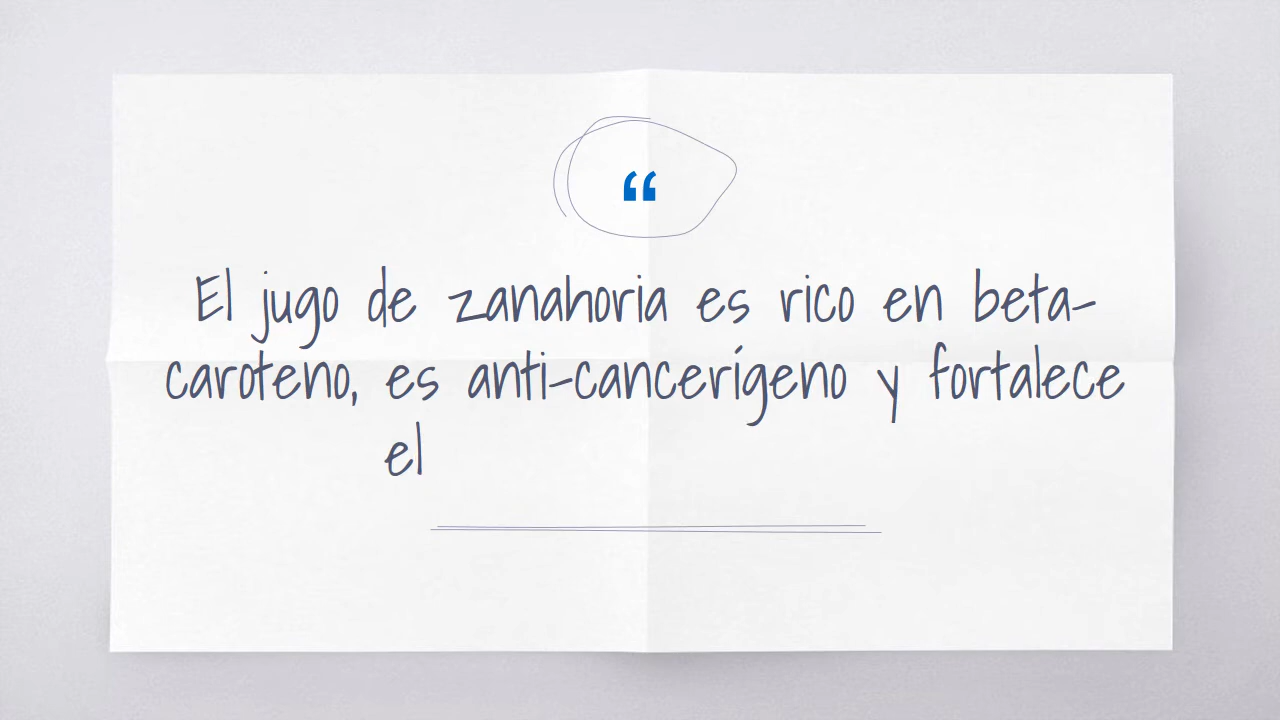 “
El jugo de zanahoria es rico en beta-
caroteno, es anti-cancerígeno y fortalece
el